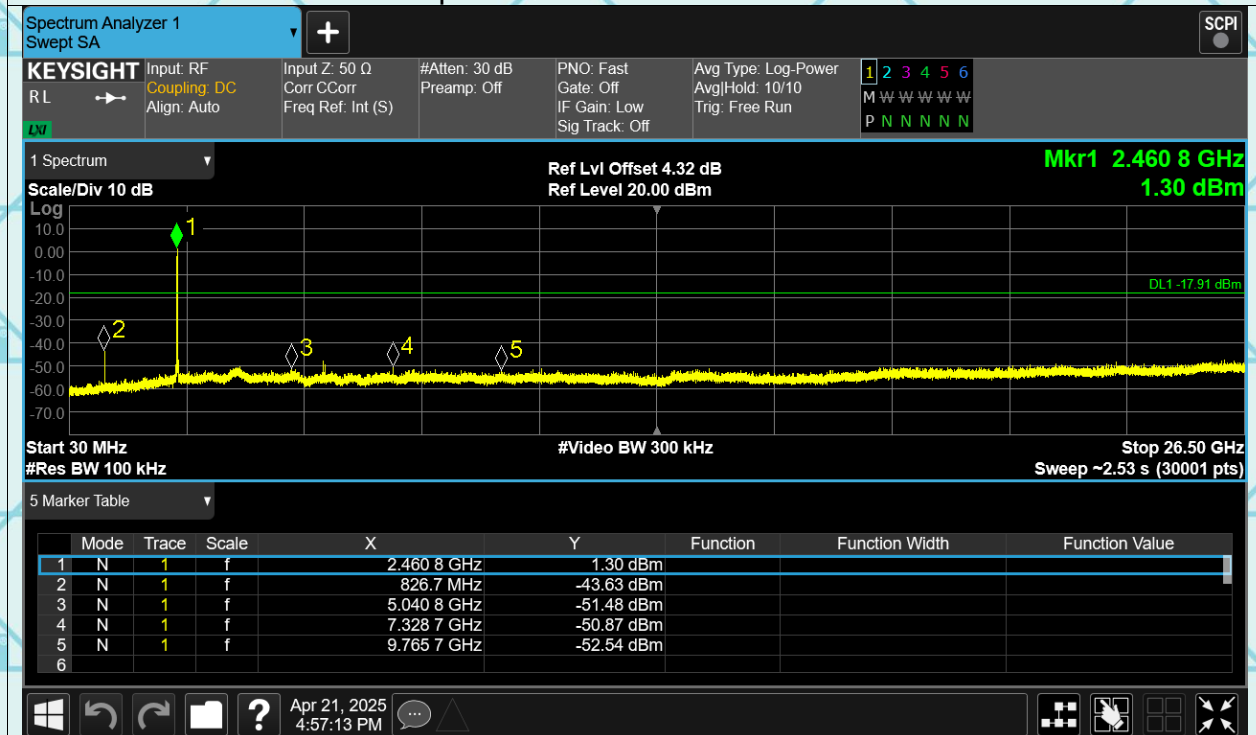 Spectrum Analyzer 1
Swept SA
+
SCPI
KEYSIGHT
R L
LXI
Input: RF
Coupling: DC
Align: Auto
Input Z: 50 Ω
Corr CCorr
Freq Ref: Int (S)
#Atten: 30 dB
Preamp: Off
PNO: Fast
Gate: Off
IF Gain: Low
Sig Track: Off
Avg Type: Log-Power
Avg|Hold: 10/10
Trig: Free Run
1 2 3 4 5 6
M W W W W W
P N N N N N
1 Spectrum
Scale/Div 10 dB
Ref Lvl Offset 4.32 dB
Ref Level 20.00 dBm
Mkr1 2.460 8 GHz
1.30 dBm
Log
10.0
0.00
-10.0
-20.0
-30.0
-40.0
-50.0
-60.0
-70.0
1
2
3
4
5
DL1 -17.91 dBm
Start 30 MHz
#Res BW 100 kHz
#Video BW 300 kHz
Stop 26.50 GHz
Sweep ~2.53 s (30001 pts)
5 Marker Table
Mode Trace Scale X Y Function Function Width Function Value
1 N 1 f 2.460 8 GHz 1.30 dBm
2 N 1 f 826.7 MHz -43.63 dBm
3 N 1 f 5.040 8 GHz -51.48 dBm
4 N 1 f 7.328 7 GHz -50.87 dBm
5 N 1 f 9.765 7 GHz -52.54 dBm
6
?
Apr 21, 2025
4:57:13 PM